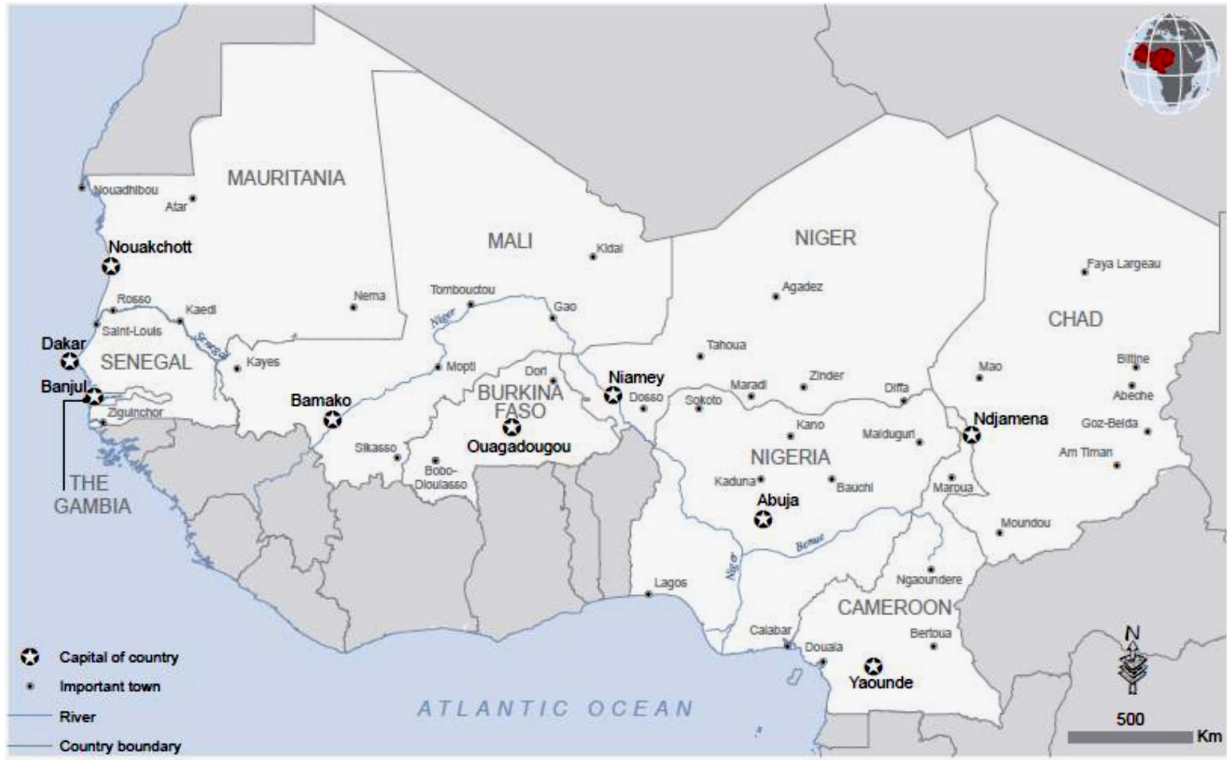 MAURITANIA
Nouadhibou
Atar
Nouakchott
MALI
Kidal
NIGER
Faya Largeau
Agadez
Rosso
Kaedi
Nema
Tombouctou
Niger
Gao
CHAD
Saint-Louis
Senegal
Dakar
SENEGAL
Kayes
Mopti
Tahoua
Mao
Biltine
Banjul
Dori
Niamey
Maradi
Zinder
Diffa
Abeche
BURKINA
FASO
Dosso
Sokoto
Ziguinchor
Bamako
Ndjamena
Goz-Beida
Kano
Maiduguri
Ouagadougou
Sikasso
NIGERIA
Am Timan
Bobo-
Dioulasso
Kaduna
Bauchi
Maroua
THE
GAMBIA
Abuja
Moundou
Benue
Niger
Lagos
Ngaoundere
CAMEROON
Calabar
Douala
Bertoua
Yaounde
ATLANTIC OCEAN
Capital of country
Important town
River
Country boundary
N
500
Km